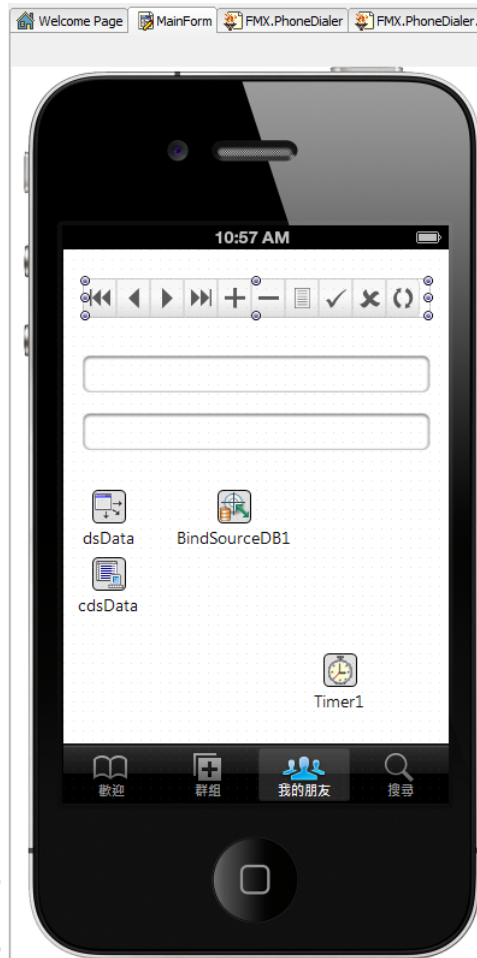 Welcome Page MainForm FMX.PhoneDialer FMX.PhoneDialer.
10:57 AM
dsData BindSourceDB1
cdsData
Timer1
歡迎 群組 我的朋友 搜尋